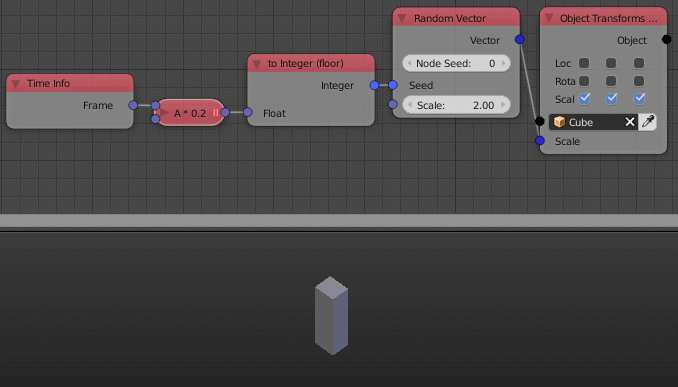 Time Info
Frame
A * 0.2
to Integer (floor)
Integer
Float
Random Vector
Vector
Node Seed: 0
Seed
Scale: 2.00
Object Transforms ...
Object
Loc
Rota
Scal
Cube
Scale